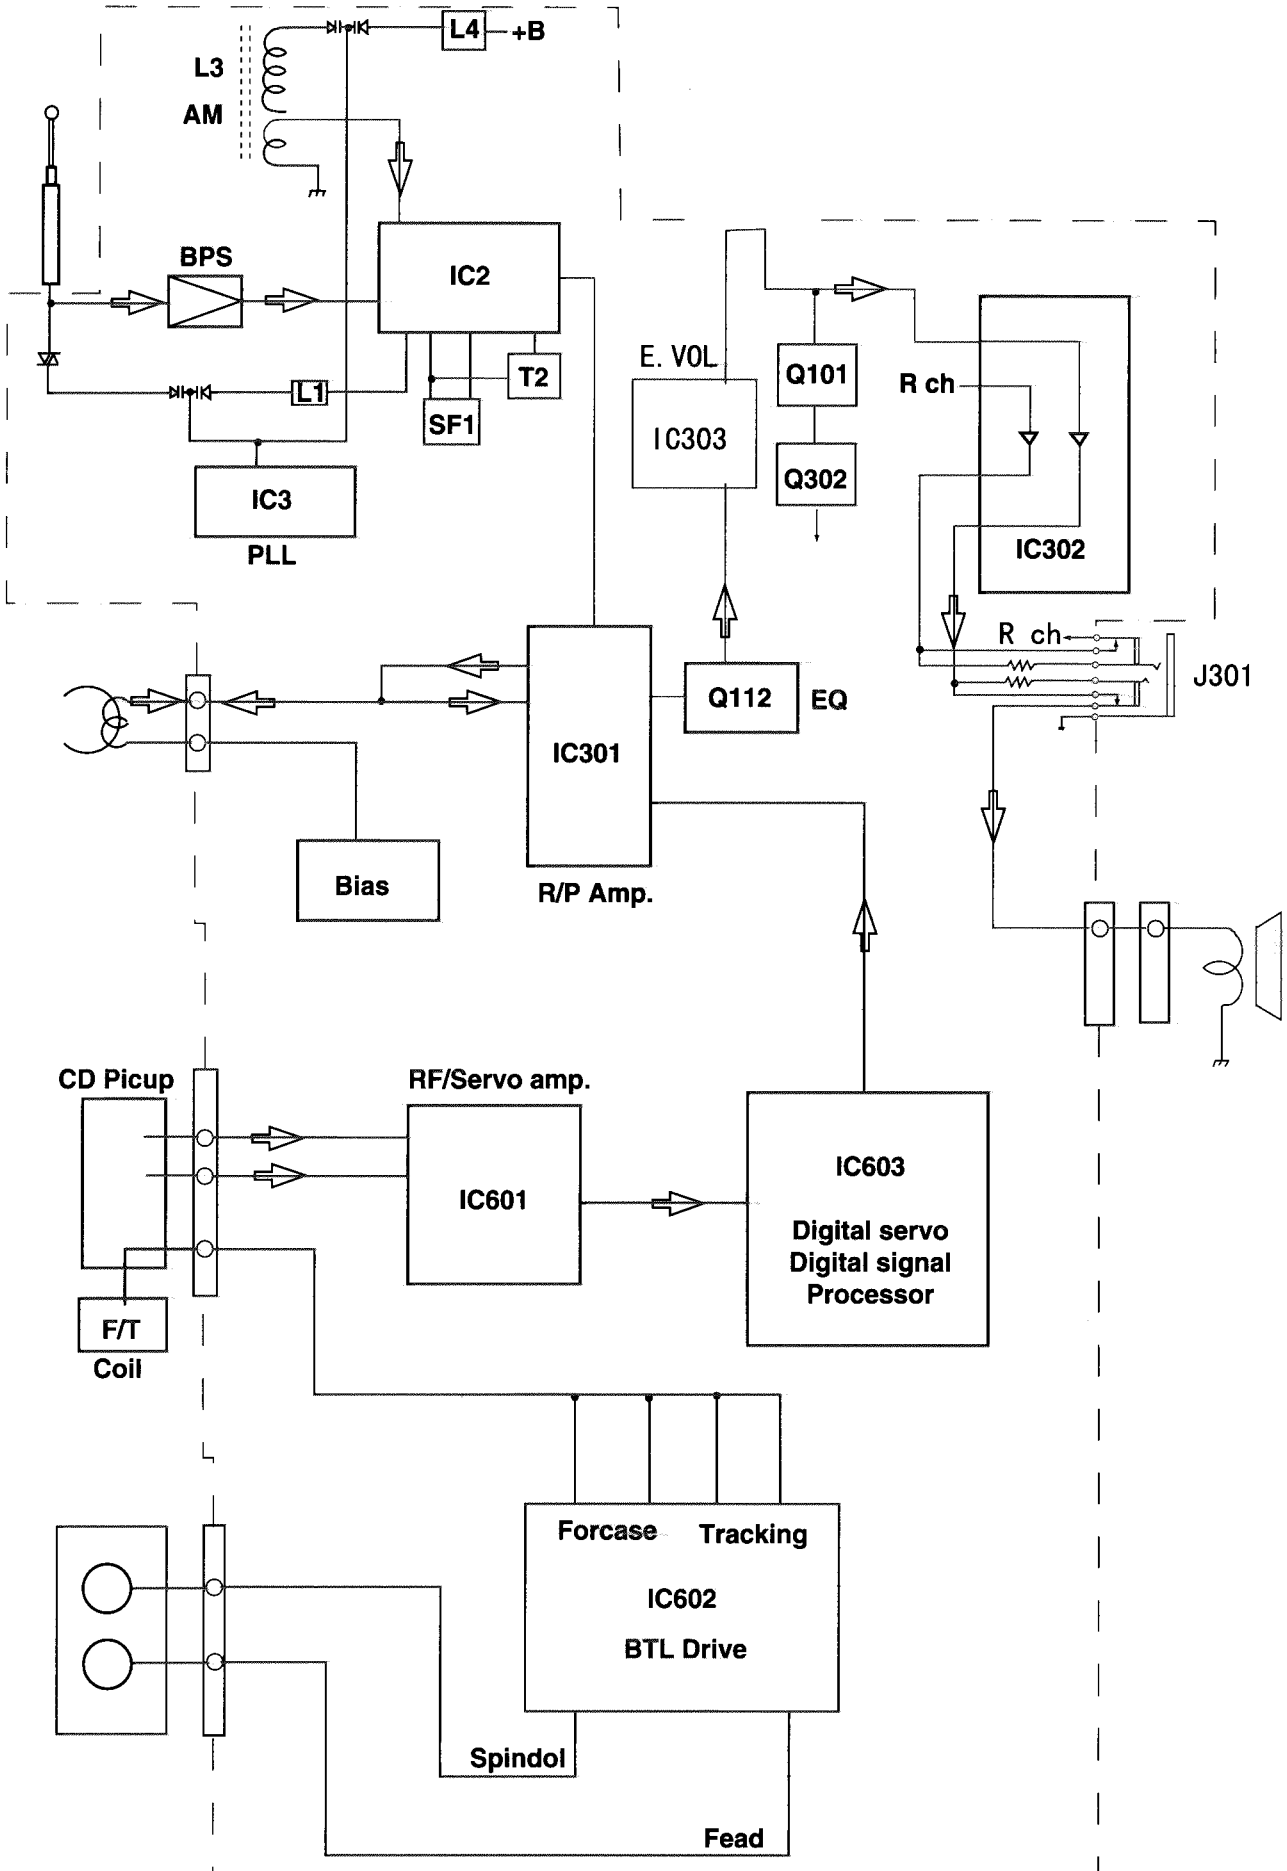 L4
+B
L3
AM
BPS
IC2
L1
T2
SF1
IC3
PLL
E. VOL
IC303
Q101
Q302
R ch
IC302
R ch
J301
IC301
Q112
EQ
Bias
R/P Amp.
CD Picup
RF/Servo amp.
IC601
IC603
Digital servo
Digital signal
Processor
F/T
Coil
Forcase
Tracking
IC602
BTL Drive
Spindol
Fead